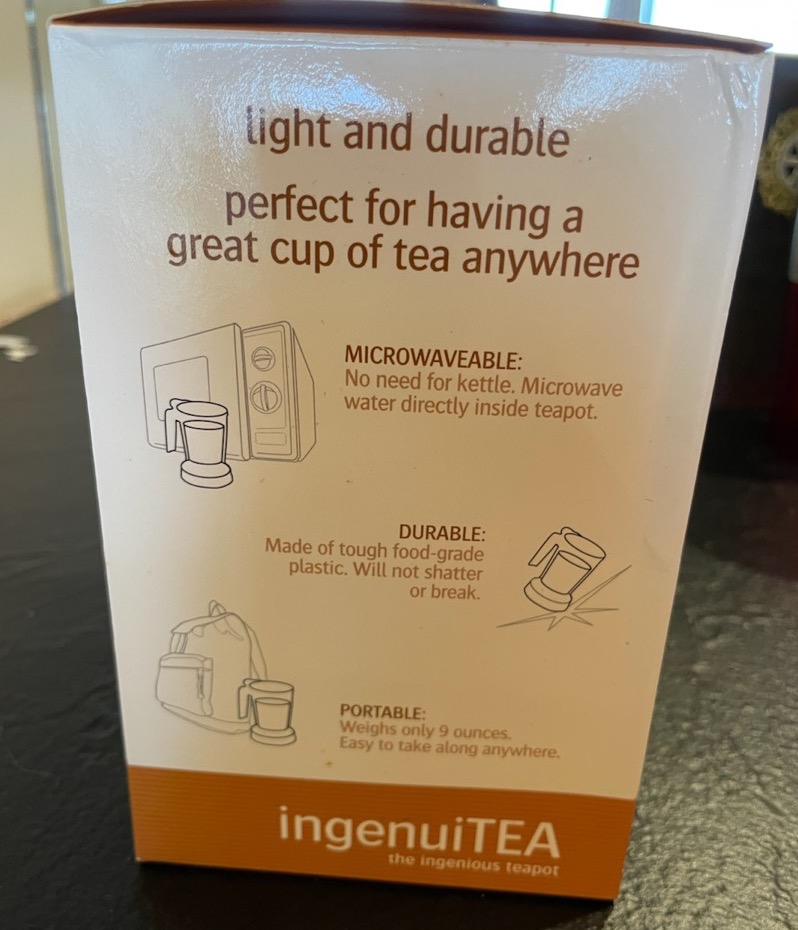 light and durable
perfect for having a
great cup of tea anywhere
MICROWAVEABLE:
No need for kettle. Microwave
water directly inside teapot.
DURABLE:
Made of tough food-grade
plastic. Will not shatter
or break.
PORTABLE:
Weighs only 9 ounces.
Easy to take along anywhere.
ingenuiTEA
the ingenious teapot